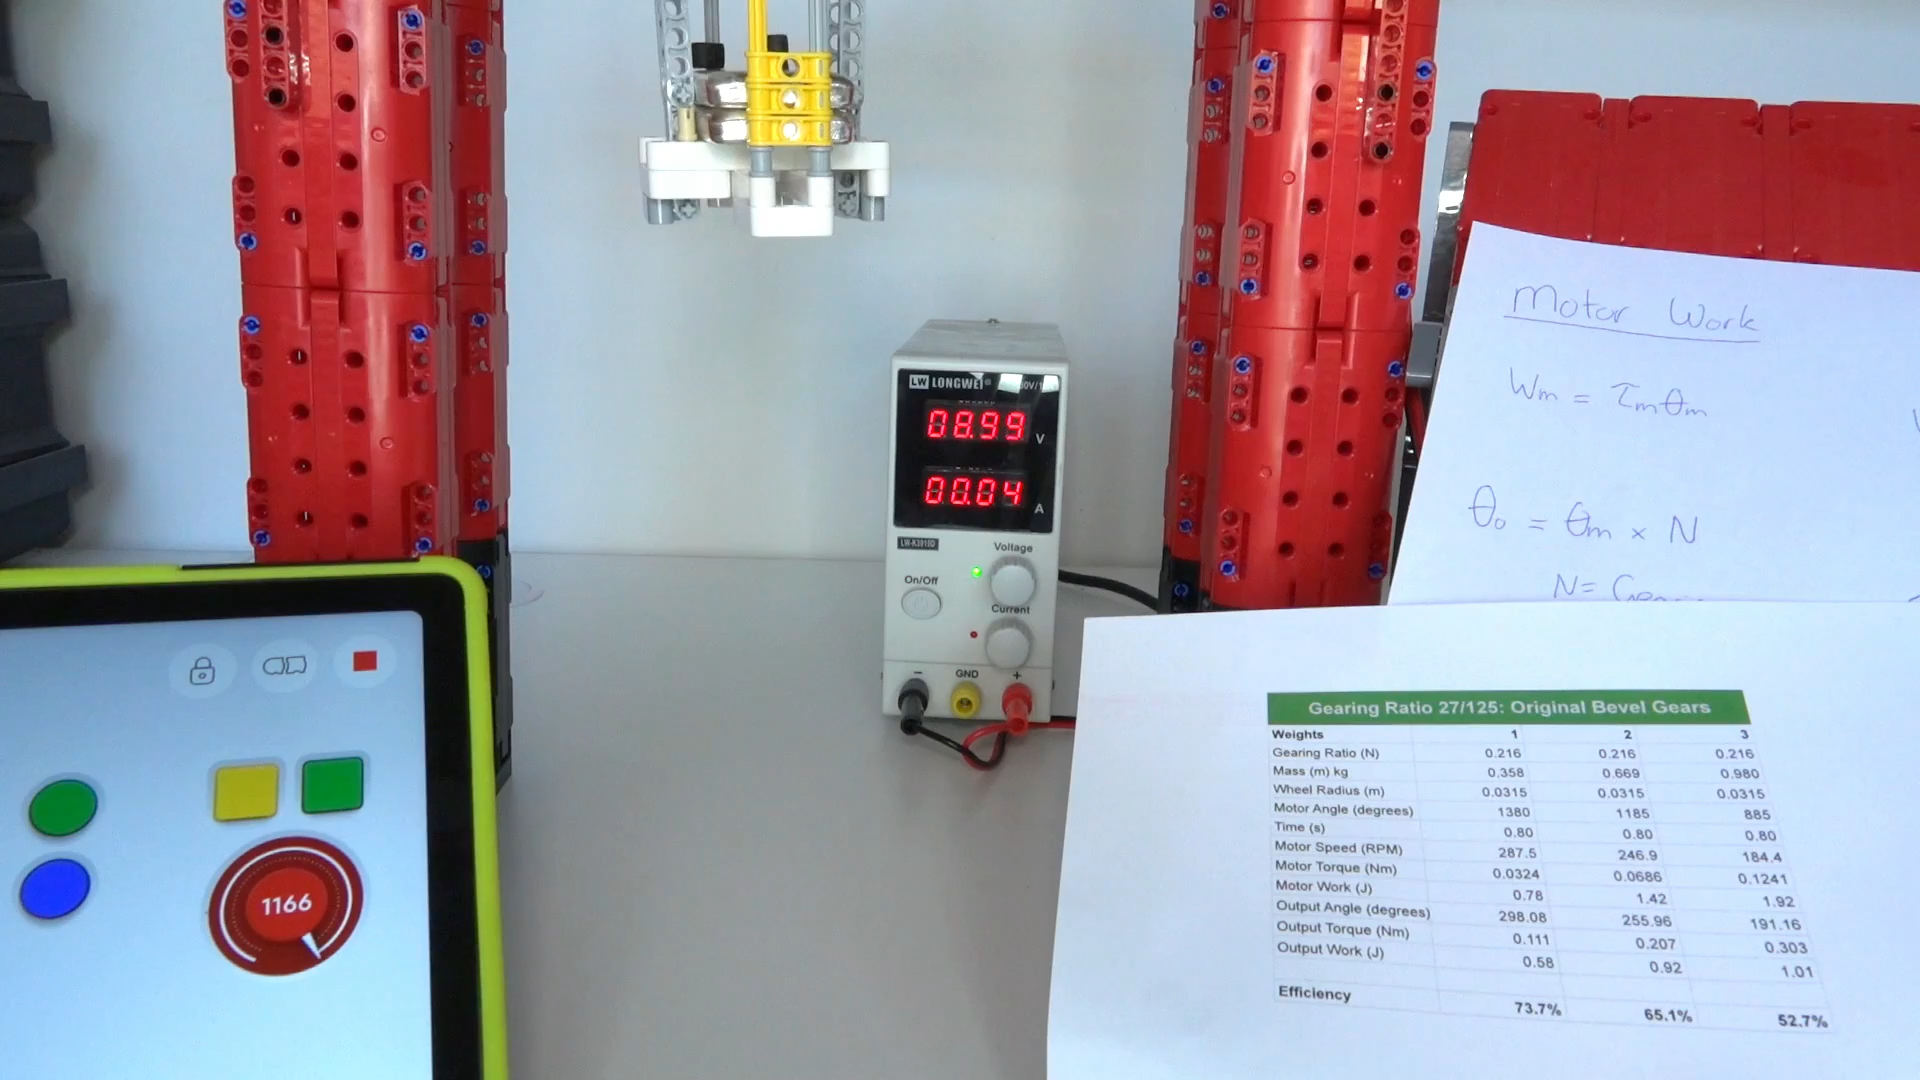 LW LONGWEI®
08.99 V
00.04 A
LW-K3010D
Voltage
On/Off
Current
− GND +
1166
Motor Work
Wm = τmθm
θo = θm × N
N=
Gearing Ratio 27/125: Original Bevel Gears
Weights 1 2 3
Gearing Ratio (N) 0.216 0.216 0.216
Mass (m) kg 0.358 0.669 0.980
Wheel Radius (m) 0.0315 0.0315 0.0315
Motor Angle (degrees) 1380 1185 885
Time (s) 0.80 0.80 0.80
Motor Speed (RPM) 287.5 246.9 184.4
Motor Torque (Nm) 0.0324 0.0686 0.1241
Motor Work (J) 0.78 1.42 1.92
Output Angle (degrees) 298.08 255.96 191.16
Output Torque (Nm) 0.111 0.207 0.303
Output Work (J) 0.58 0.92 1.01
Efficiency 73.7% 65.1% 52.7%